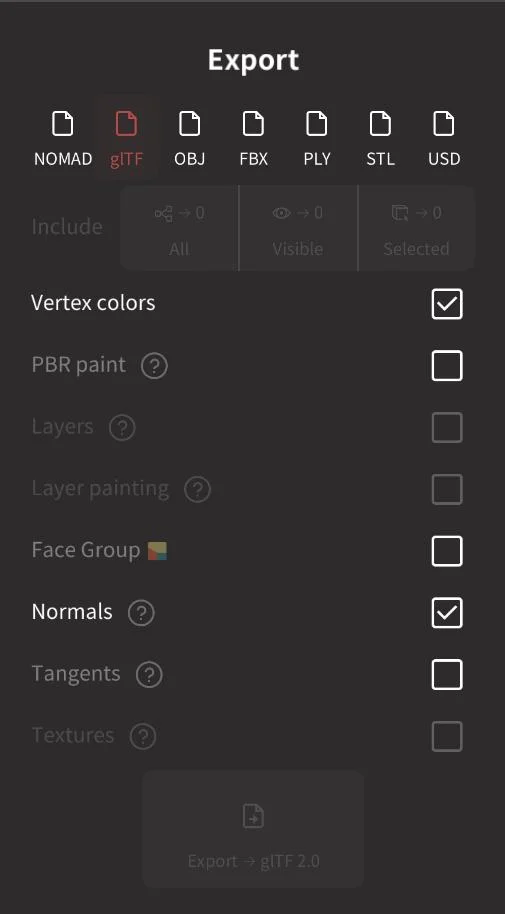 Export
NOMAD glTF OBJ FBX PLY STL USD
Include
→ 0 → 0 → 0
All Visible Selected
Vertex colors
PBR paint ?
Layers ?
Layer painting ?
Face Group
Normals ?
Tangents ?
Textures ?
Export → glTF 2.0